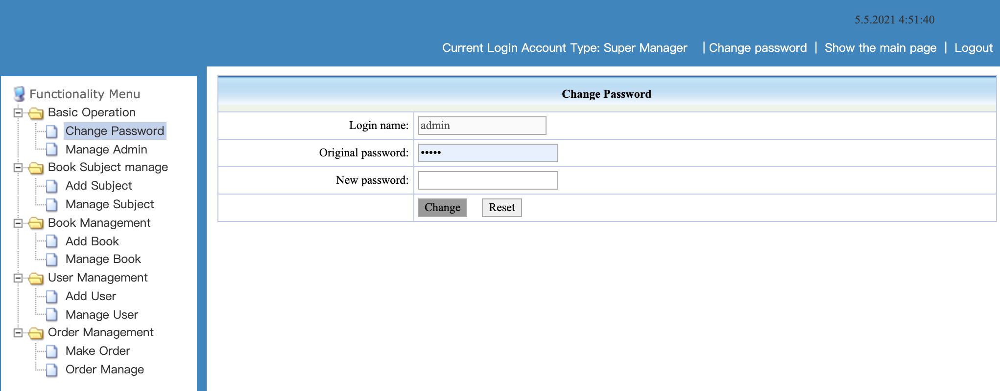 5.5.2021 4:51:40
Current Login Account Type: Super Manager | Change password | Show the main page | Logout
Functionality Menu
Basic Operation
Change Password
Manage Admin
Book Subject manage
Add Subject
Manage Subject
Book Management
Add Book
Manage Book
User Management
Add User
Manage User
Order Management
Make Order
Order Manage
Change Password
Login name: admin
Original password: •••••
New password:
Change Reset